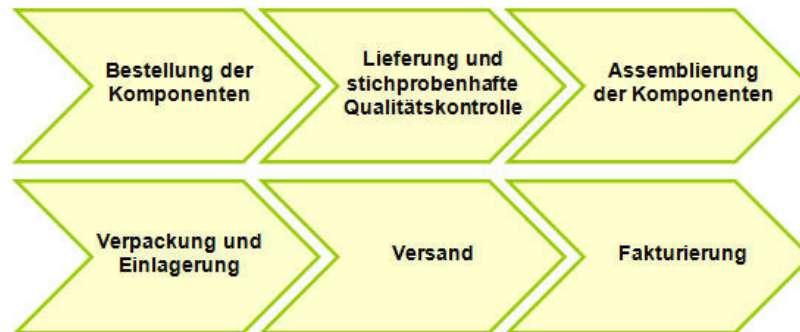 Bestellung der
Komponenten
Lieferung und
stichprobenhafte
Qualitätskontrolle
Assemblierung
der Komponenten
Verpackung und
Einlagerung
Versand
Fakturierung